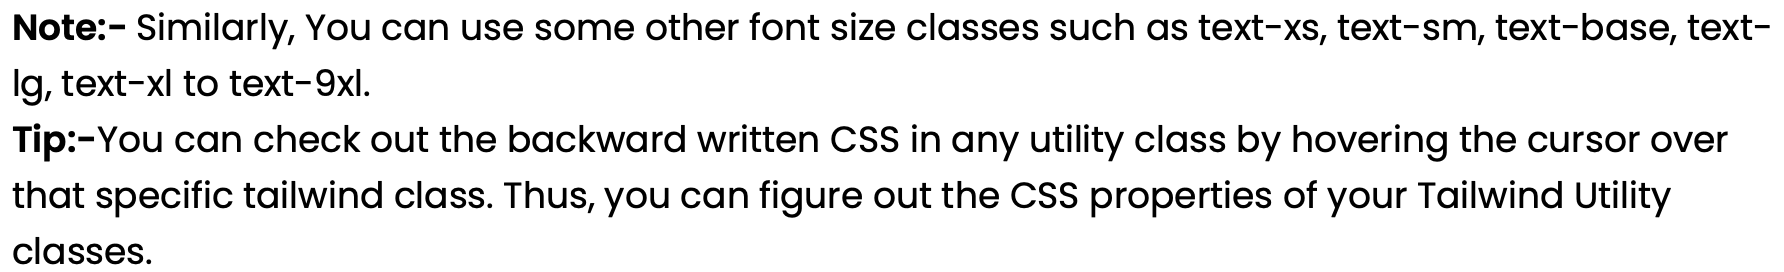 Note:- Similarly, You can use some other font size classes such as text-xs, text-sm, text-base, text-
lg, text-xl to text-9xl.
Tip:-You can check out the backward written CSS in any utility class by hovering the cursor over
that specific tailwind class. Thus, you can figure out the CSS properties of your Tailwind Utility
classes.